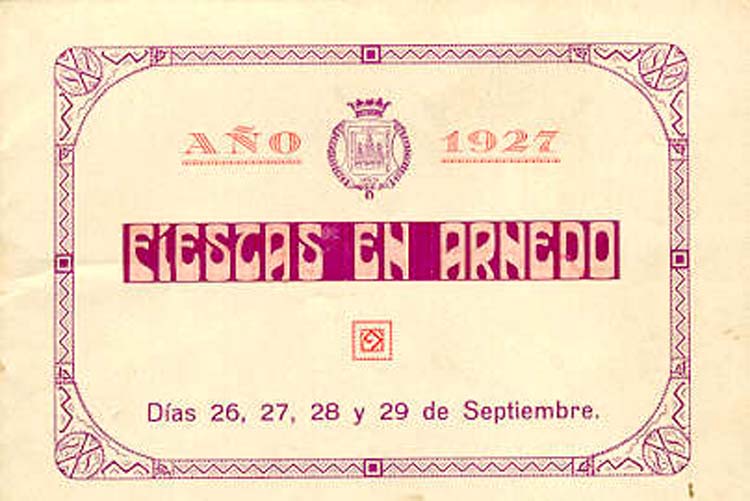 AÑO 1927
FIESTAS EN ARNEDO
Días 26, 27, 28 y 29 de Septiembre.